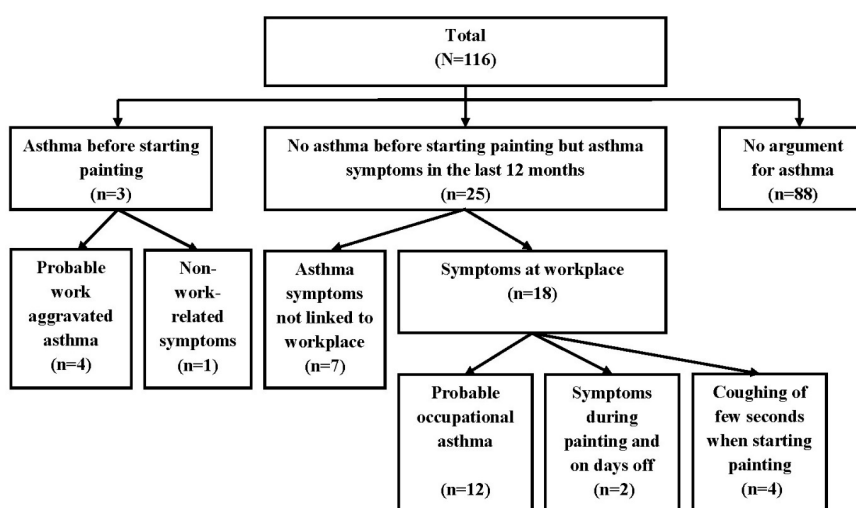 Total
(N=116)
Asthma before starting
painting
(n=3)
No asthma before starting painting but asthma
symptoms in the last 12 months
(n=25)
No argument
for asthma
(n=88)
Probable
work
aggravated
asthma
(n=4)
Non-
work-
related
symptoms
(n=1)
Asthma
symptoms
not linked to
workplace
(n=7)
Symptoms at workplace
(n=18)
Probable
occupational
asthma
(n=12)
Symptoms
during
painting and
on days off
(n=2)
Coughing of
few seconds
when starting
painting
(n=4)